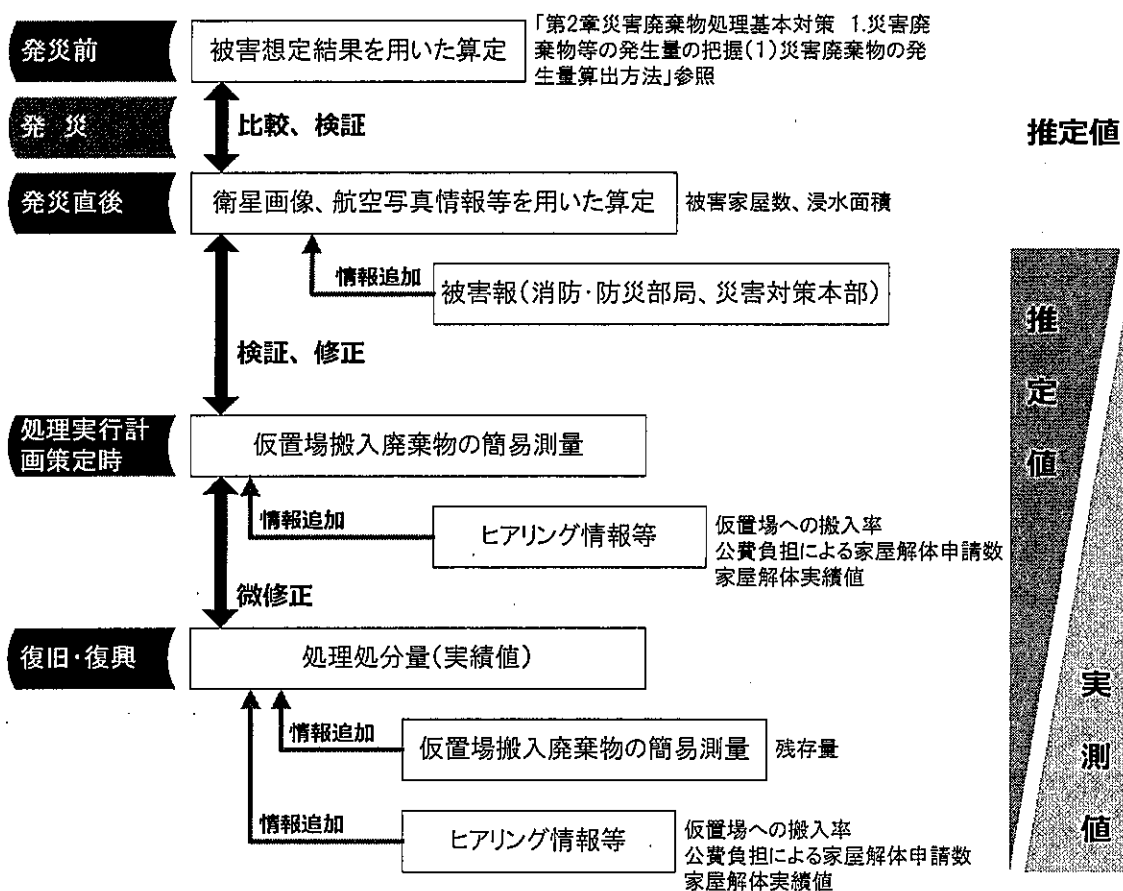 発災前
被害想定結果を用いた算定
「第2章災害廃棄物処理基本対策 1.災害廃
棄物等の発生量の把握(1)災害廃棄物の発
生量算出方法」参照
発 災
比較、検証
推定値
発災直後
衛星画像、航空写真情報等を用いた算定
被害家屋数、浸水面積
情報追加
被害報(消防・防災部局、災害対策本部)
検証、修正
処理実行計
画策定時
仮置場搬入廃棄物の簡易測量
情報追加
ヒアリング情報等
仮置場への搬入率
公費負担による家屋解体申請数
家屋解体実績値
微修正
復旧・復興
処理処分量(実績値)
情報追加
仮置場搬入廃棄物の簡易測量
残存量
情報追加
ヒアリング情報等
仮置場への搬入率
公費負担による家屋解体申請数
家屋解体実績値
推定値
実測値